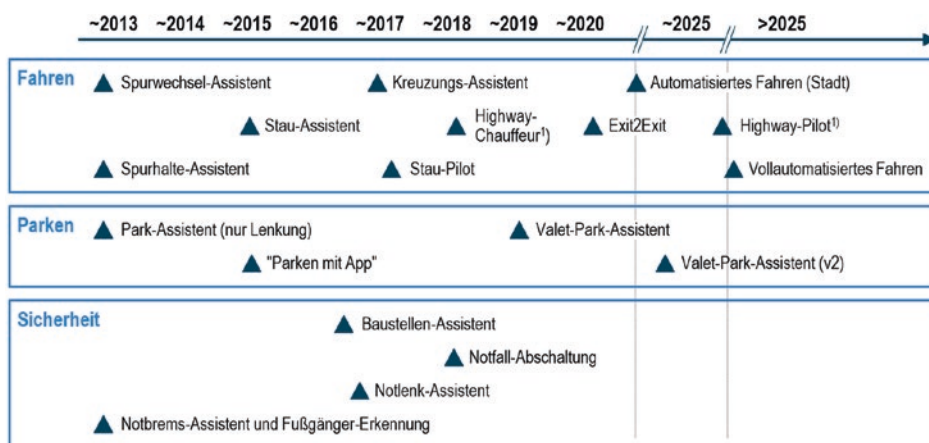 ~2013 ~2014 ~2015 ~2016 ~2017 ~2018 ~2019 ~2020 ~2025 >2025
Fahren
Spurwechsel-Assistent Kreuzungs-Assistent Automatisiertes Fahren (Stadt)
Stau-Assistent Highway-Chauffeur¹) Exit2Exit Highway-Pilot¹)
Spurhalte-Assistent Stau-Pilot Vollautomatisiertes Fahren
Parken
Park-Assistent (nur Lenkung) Valet-Park-Assistent
"Parken mit App" Valet-Park-Assistent (v2)
Sicherheit
Baustellen-Assistent
Notfall-Abschaltung
Notlenk-Assistent
Notbrems-Assistent und Fußgänger-Erkennung